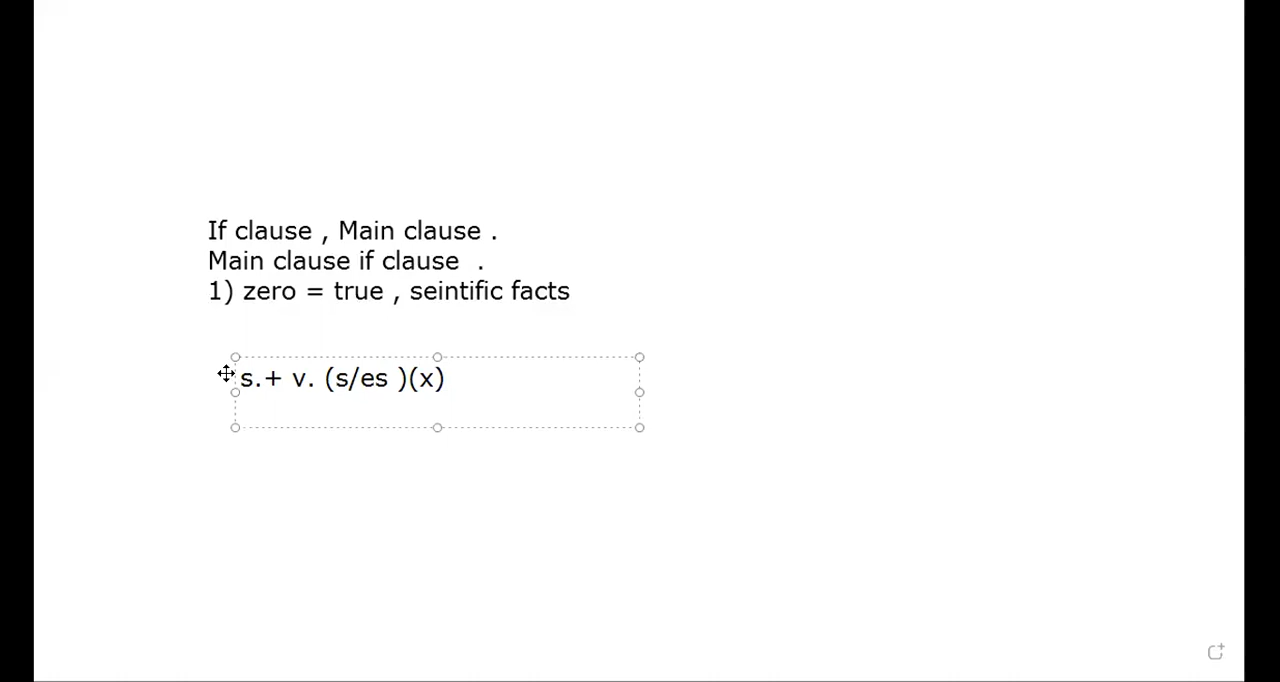 If clause , Main clause .
Main clause if clause  .
1) zero = true , seintific facts
s.+ v. (s/es )(x)